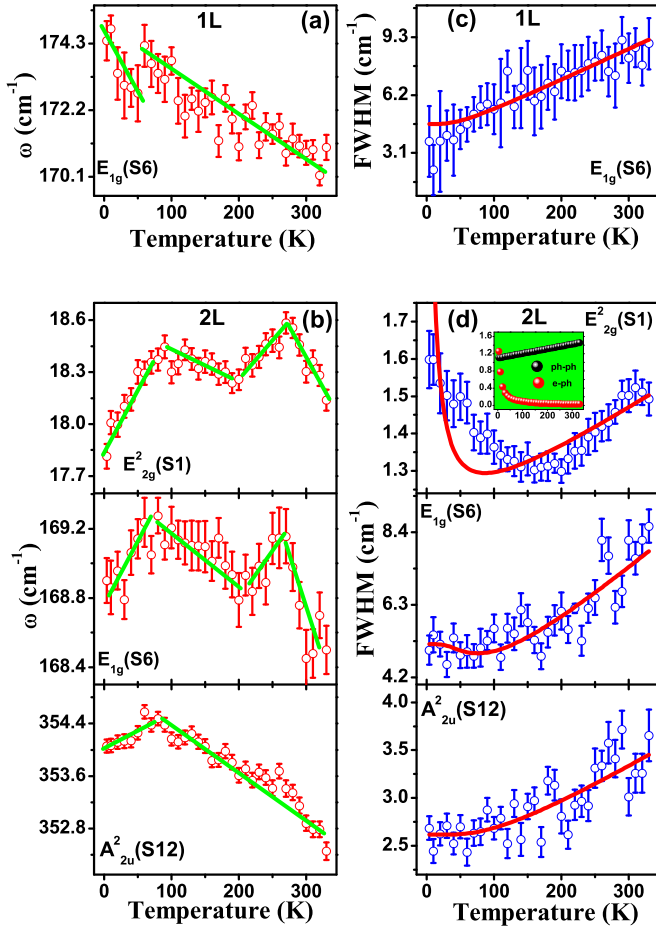 1L (a)
174.3
172.2
170.1
ω (cm⁻¹)
E₁g(S6)
0 100 200 300
Temperature (K)
1L (c)
9.3
6.2
3.1
FWHM (cm⁻¹)
E₁g(S6)
0 100 200 300
Temperature (K)
2L (b)
18.6
18.3
18.0
17.7
E²₂g(S1)
169.2
168.8
168.4
ω (cm⁻¹)
E₁g(S6)
354.4
353.6
352.8
A²₂u(S12)
0 100 200 300
Temperature (K)
2L (d)
E²₂g(S1)
1.7
1.6
1.5
1.4
1.3
1.6
1.2
0.8
0.4
0.0
ph-ph
e-ph
0 100 200 300
E₁g(S6)
8.4
6.3
4.2
FWHM (cm⁻¹)
A²₂u(S12)
4.0
3.5
3.0
2.5
2.0
0 100 200 300
Temperature (K)